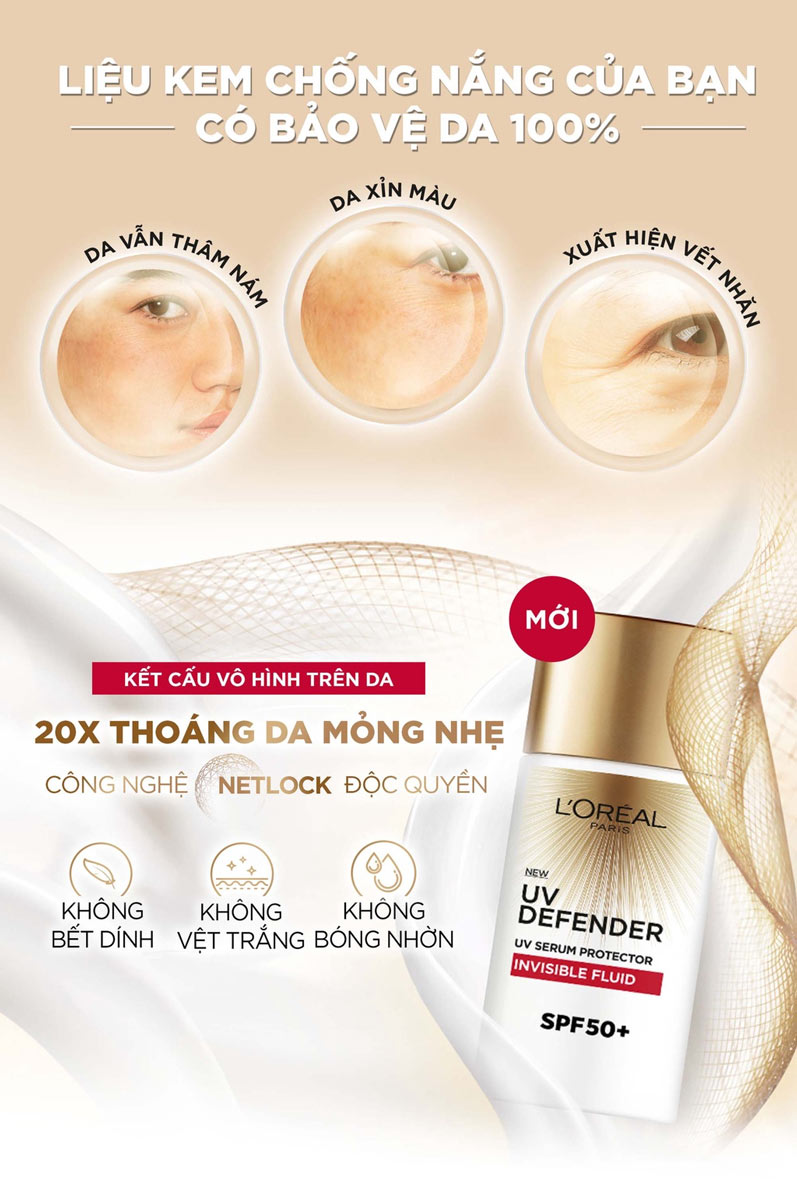 LIỆU KEM CHỐNG NẮNG CỦA BẠN
CÓ BẢO VỆ DA 100%
DA VẪN THÂM NÁM
DA XỈN MÀU
XUẤT HIỆN VẾT NHĂN
MỚI
KẾT CẤU VÔ HÌNH TRÊN DA
20X THOÁNG DA MỎNG NHẸ
CÔNG NGHỆ NETLOCK ĐỘC QUYỀN
KHÔNG
BẾT DÍNH
KHÔNG
VỆT TRẮNG
KHÔNG
BÓNG NHỜN
L'ORÉAL
PARIS
NEW
UV
DEFENDER
UV SERUM PROTECTOR
INVISIBLE FLUID
SPF50+